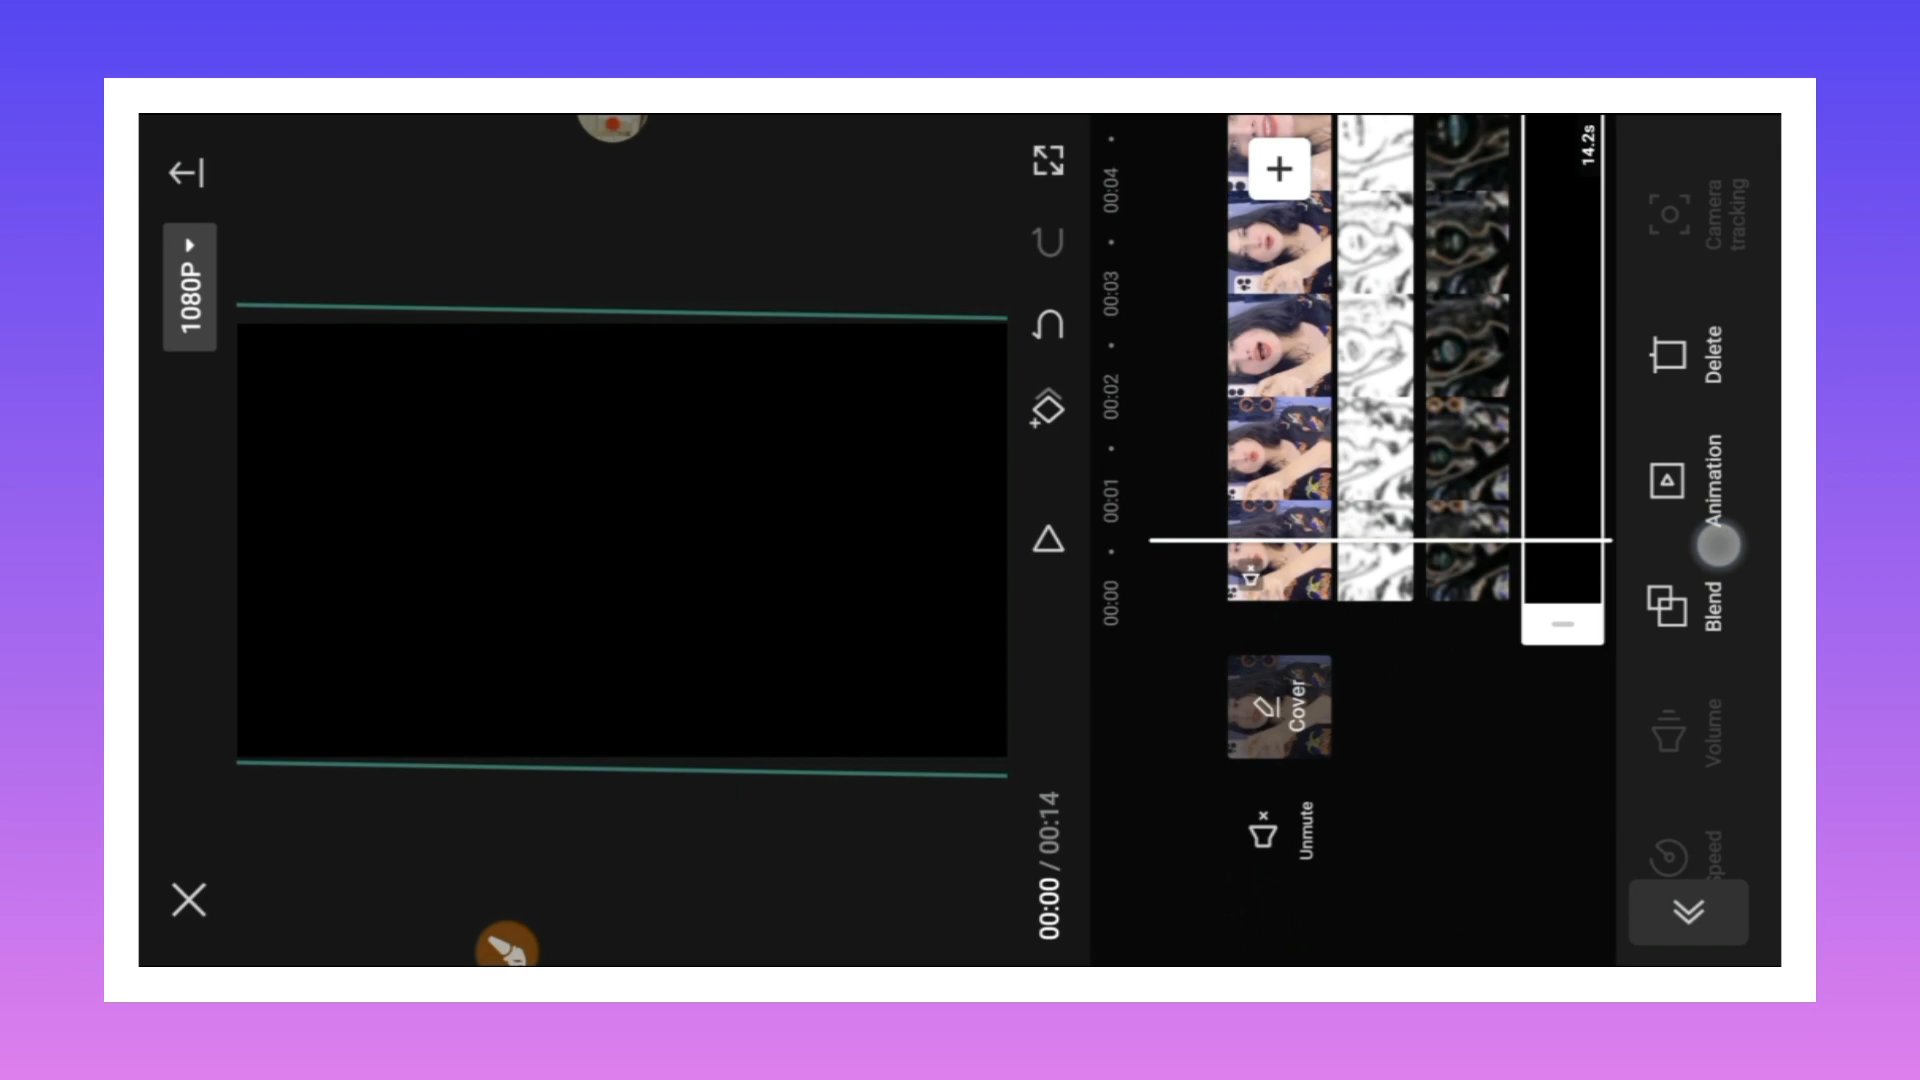 1080P
00:00 / 00:14
00:00
00:01
00:02
00:03
00:04
Unmute
Cover
14.2s
Speed
Volume
Blend
Animation
Delete
Camera
tracking